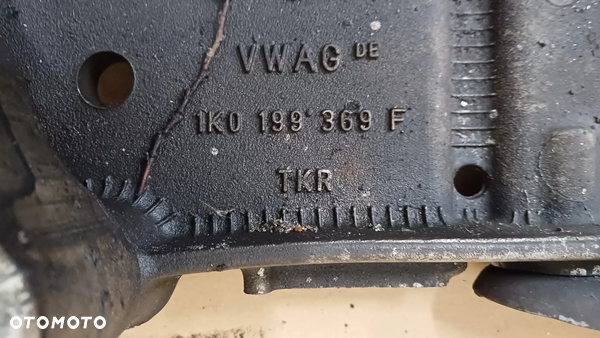 VWAG DE
1K0 199 369 F
TKR
OTOMOTO